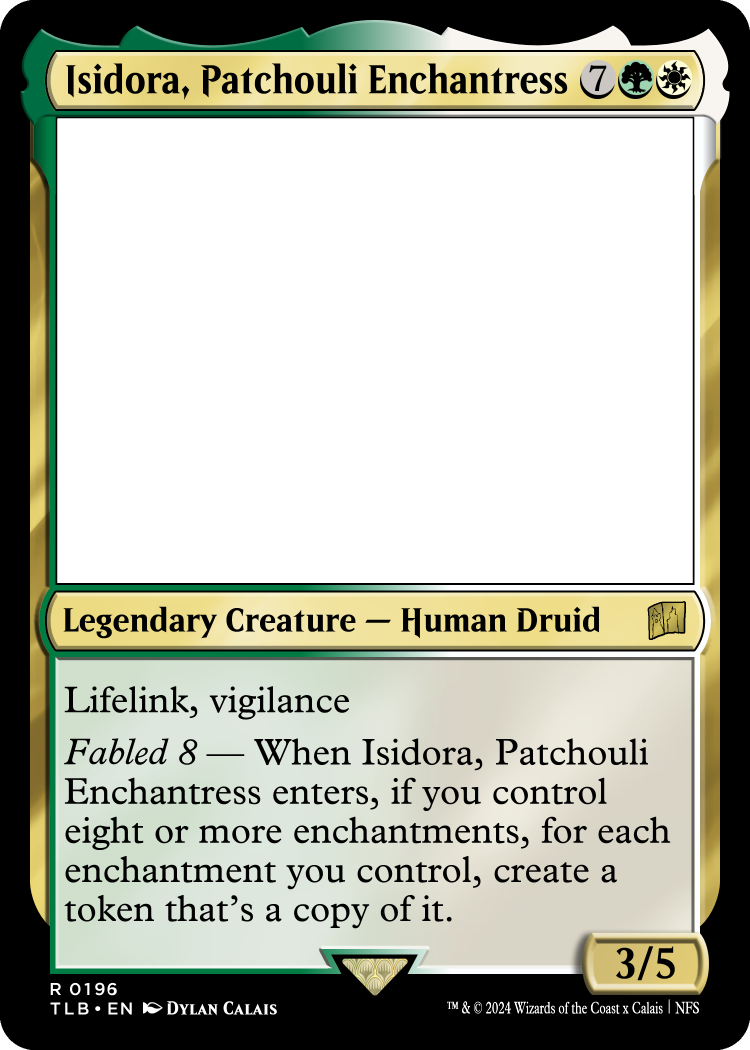 Isidora, Patchouli Enchantress 7
Legendary Creature — Human Druid
Lifelink, vigilance
Fabled 8 — When Isidora, Patchouli
Enchantress enters, if you control
eight or more enchantments, for each
enchantment you control, create a
token that's a copy of it.
3/5
R 0196
TLB • EN Dylan Calais
™ & © 2024 Wizards of the Coast x Calais | NFS